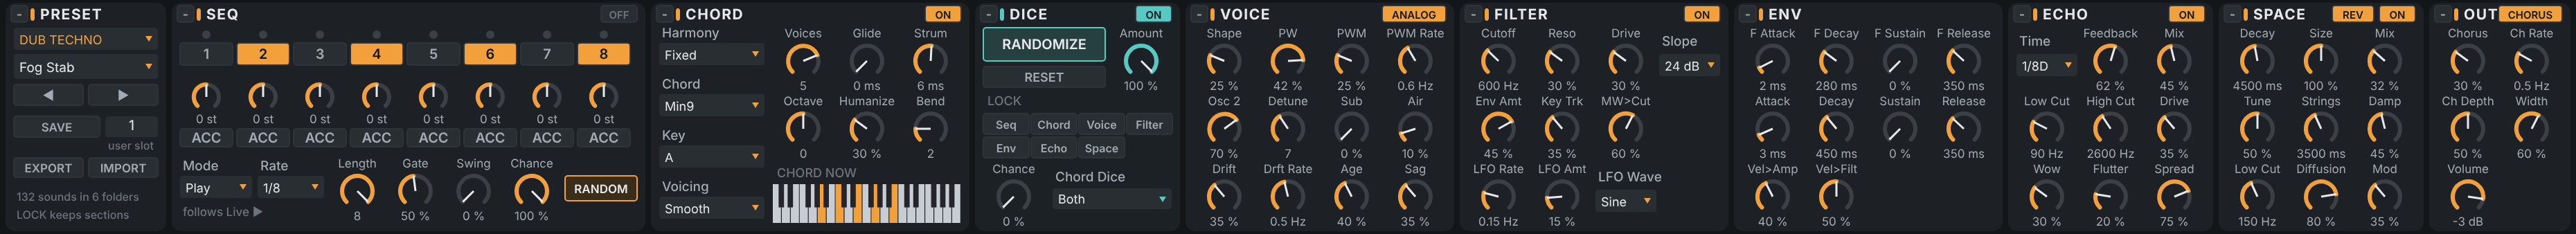 - PRESET
DUB TECHNO
Fog Stab
SAVE 1
user slot
EXPORT IMPORT
132 sounds in 6 folders
LOCK keeps sections
- SEQ OFF
1 2 3 4 5 6 7 8
0 st 0 st 0 st 0 st 0 st 0 st 0 st 0 st
ACC ACC ACC ACC ACC ACC ACC ACC
Mode Rate Length Gate Swing Chance
Play 1/8 RANDOM
8 50 % 0 % 100 %
follows Live
- CHORD ON
Harmony
Fixed
Chord
Min9
Key
A
Voicing
Smooth
Voices Glide Strum
5 0 ms 6 ms
Octave Humanize Bend
0 30 % 2
CHORD NOW
- DICE ON
RANDOMIZE
RESET
Amount
100 %
LOCK
Seq Chord Voice Filter
Env Echo Space
Chance
0 %
Chord Dice
Both
- VOICE ANALOG
Shape PW PWM PWM Rate
25 % 42 % 25 % 0.6 Hz
Osc 2 Detune Sub Air
70 % 7 0 % 10 %
Drift Drft Rate Age Sag
35 % 0.5 Hz 40 % 35 %
- FILTER ON
Cutoff Reso Drive Slope
24 dB
600 Hz 30 % 30 %
Env Amt Key Trk MW>Cut
45 % 35 % 60 %
LFO Rate LFO Amt LFO Wave
Sine
0.15 Hz 15 %
- ENV
F Attack F Decay F Sustain F Release
2 ms 280 ms 0 % 350 ms
Attack Decay Sustain Release
3 ms 450 ms 0 % 350 ms
Vel>Amp Vel>Filt
40 % 50 %
- ECHO ON
Time Feedback Mix
1/8D
62 % 45 %
Low Cut High Cut Drive
90 Hz 2600 Hz 35 %
Wow Flutter Spread
30 % 20 % 75 %
- SPACE REV ON
Decay Size Mix
4500 ms 100 % 32 %
Tune Strings Damp
50 % 3500 ms 45 %
Low Cut Diffusion Mod
150 Hz 80 % 35 %
- OUT CHORUS
Chorus Ch Rate
30 % 0.5 Hz
Ch Depth Width
50 % 60 %
Volume
-3 dB